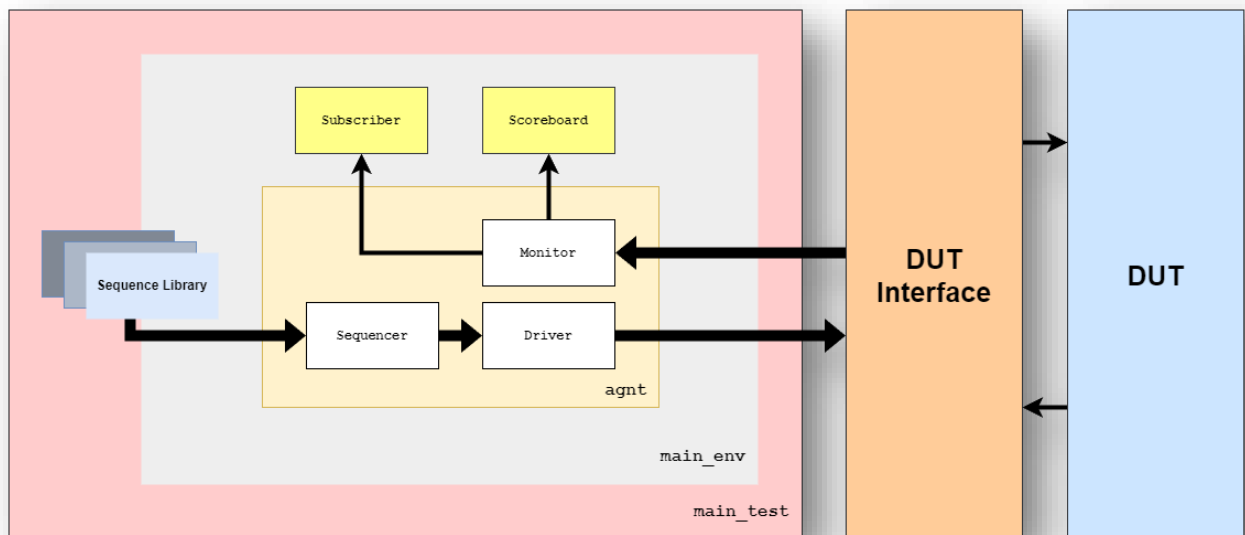 Subscriber
Scoreboard
Monitor
Sequence Library
Sequencer
Driver
agnt
main_env
main_test
DUT
Interface
DUT